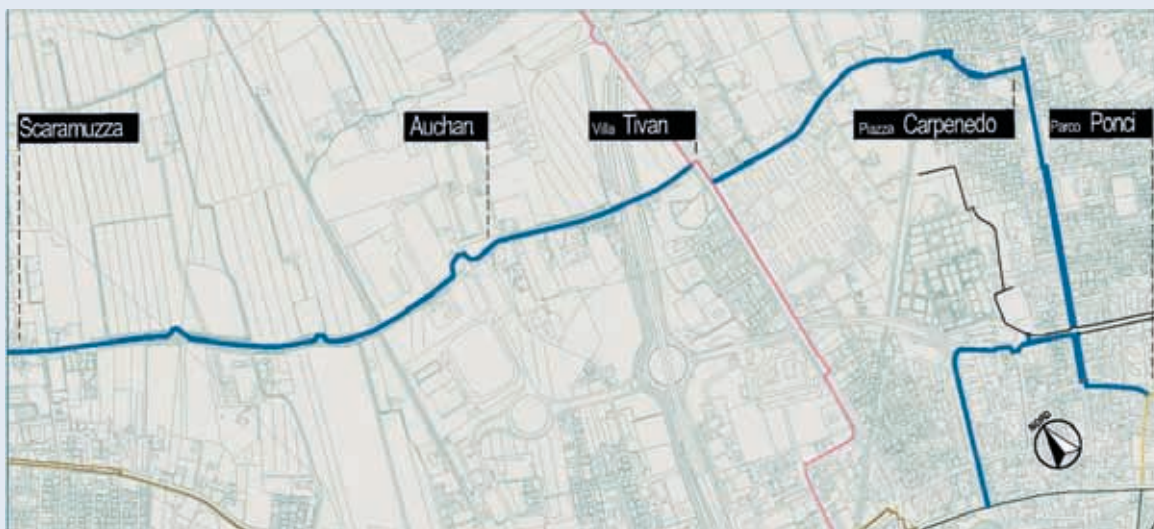 Scaramuzza
Auchan
Villa Tivan
Piazza Carpenedo
Parco Ponci
NORD